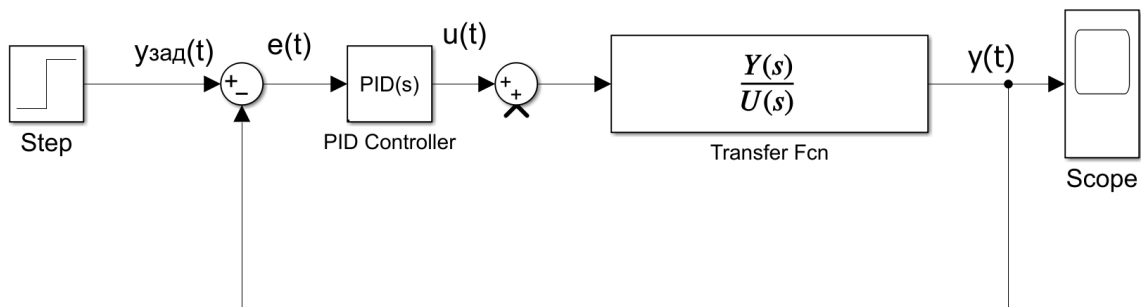 yзад(t)
e(t)
u(t)
y(t)
+
−
PID(s)
+
+
Y(s)
U(s)
Step
PID Controller
Transfer Fcn
Scope